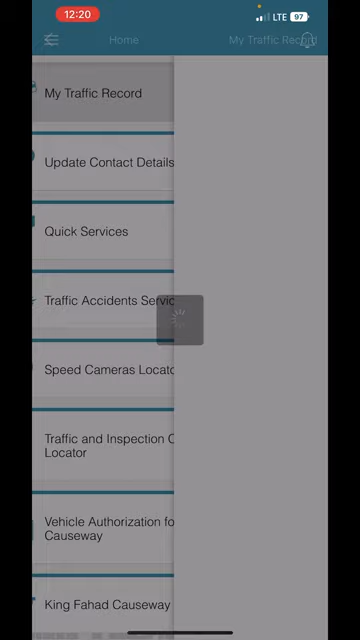 12:20
LTE 97
Home
My Traffic Record
My Traffic Record
Update Contact Details
Quick Services
Traffic Accidents Servic
Speed Cameras Locato
Traffic and Inspection C
Locator
Vehicle Authorization fo
Causeway
King Fahad Causeway